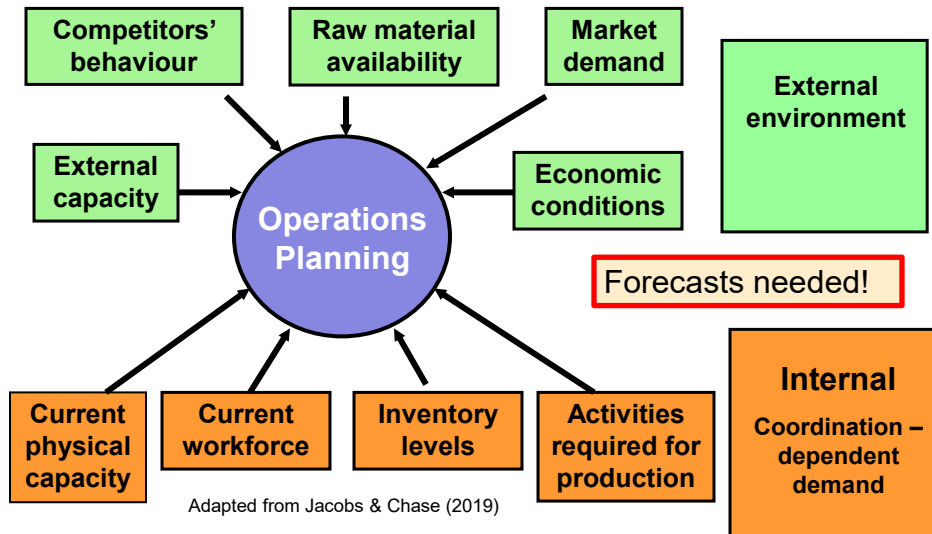 Competitors'
behaviour
Raw material
availability
Market
demand
External
environment
External
capacity
Operations
Planning
Economic
conditions
Forecasts needed!
Current
physical
capacity
Current
workforce
Inventory
levels
Activities
required for
production
Internal
Coordination –
dependent
demand
Adapted from Jacobs & Chase (2019)